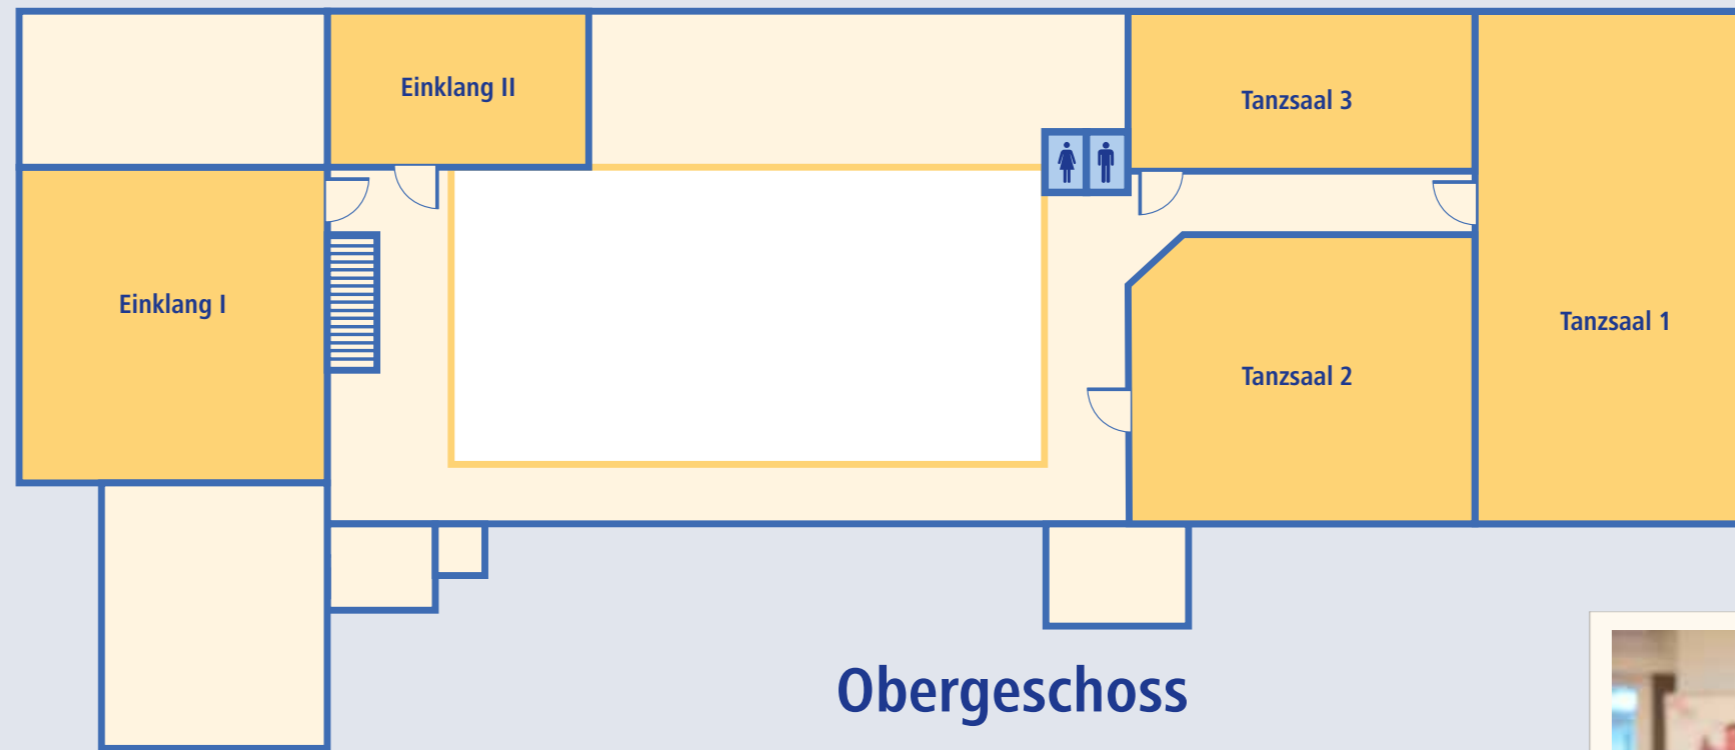 Einklang II
Tanzsaal 3
Einklang I
Tanzsaal 1
Tanzsaal 2
Obergeschoss